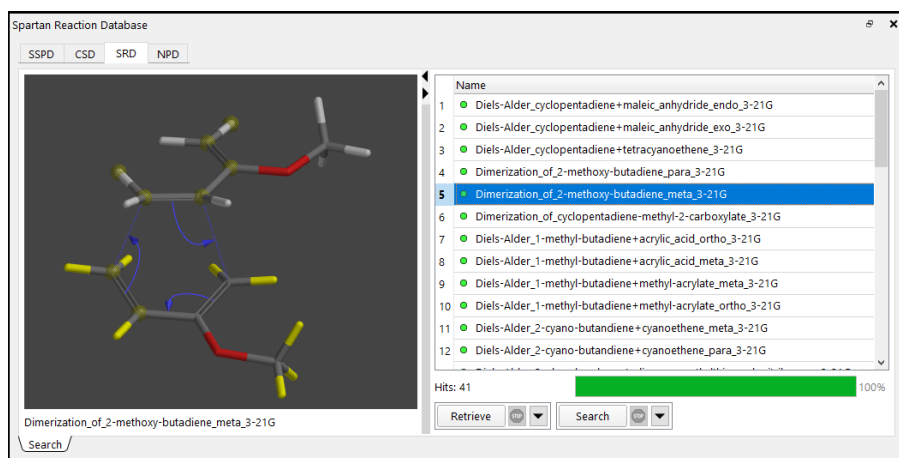 Spartan Reaction Database
SSPD CSD SRD NPD
Name
1 Diels-Alder_cyclopentadiene+maleic_anhydride_endo_3-21G
2 Diels-Alder_cyclopentadiene+maleic_anhydride_exo_3-21G
3 Diels-Alder_cyclopentadiene+tetracyanoethene_3-21G
4 Dimerization_of_2-methoxy-butadiene_para_3-21G
5 Dimerization_of_2-methoxy-butadiene_meta_3-21G
6 Dimerization_of_cyclopentadiene-methyl-2-carboxylate_3-21G
7 Diels-Alder_1-methyl-butadiene+acrylic_acid_ortho_3-21G
8 Diels-Alder_1-methyl-butadiene+acrylic_acid_meta_3-21G
9 Diels-Alder_1-methyl-butadiene+methyl-acrylate_meta_3-21G
10 Diels-Alder_1-methyl-butadiene+methyl-acrylate_ortho_3-21G
11 Diels-Alder_2-cyano-butandiene+cyanoethene_meta_3-21G
12 Diels-Alder_2-cyano-butandiene+cyanoethene_para_3-21G
Hits: 41 100%
Retrieve STOP Search STOP
Dimerization_of_2-methoxy-butadiene_meta_3-21G
Search